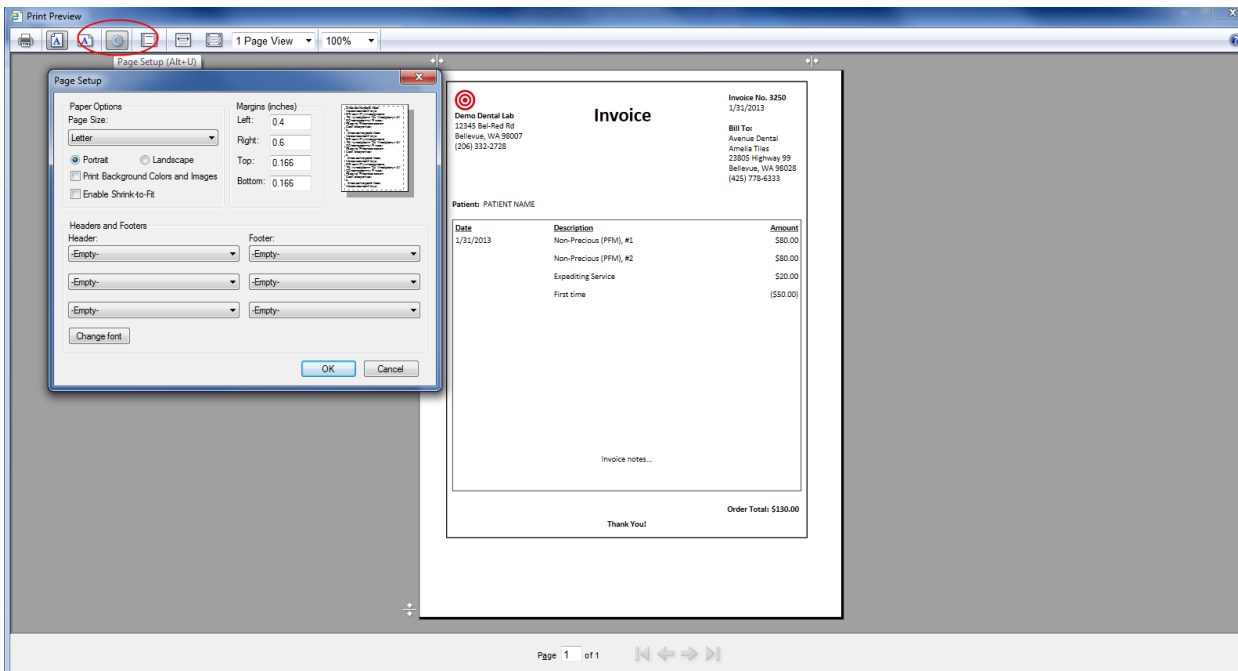 Print Preview
1 Page View
100%
Page Setup (Alt+U)
Page Setup
Paper Options
Page Size:
Letter
Portrait
Landscape
Print Background Colors and Images
Enable Shrink-to-Fit
Margins (inches)
Left: 0.4
Right: 0.6
Top: 0.166
Bottom: 0.166
Headers and Footers
Header:
Footer:
-Empty- -Empty-
-Empty- -Empty-
-Empty- -Empty-
Change font
OK Cancel
Demo Dental Lab
12345 Bel-Red Rd
Bellevue, WA 98007
(206) 332-2728
Invoice
Invoice No. 3250
1/31/2013
Bill To:
Avenue Dental
Amelia Tiles
23805 Highway 99
Bellevue, WA 98028
(425) 778-6333
Patient: PATIENT NAME
Date Description Amount
1/31/2013 Non-Precious (PFM), #1 $80.00
Non-Precious (PFM), #2 $80.00
Expediting Service $20.00
First time ($50.00)
Invoice notes...
Order Total: $130.00
Thank You!
Page 1 of 1